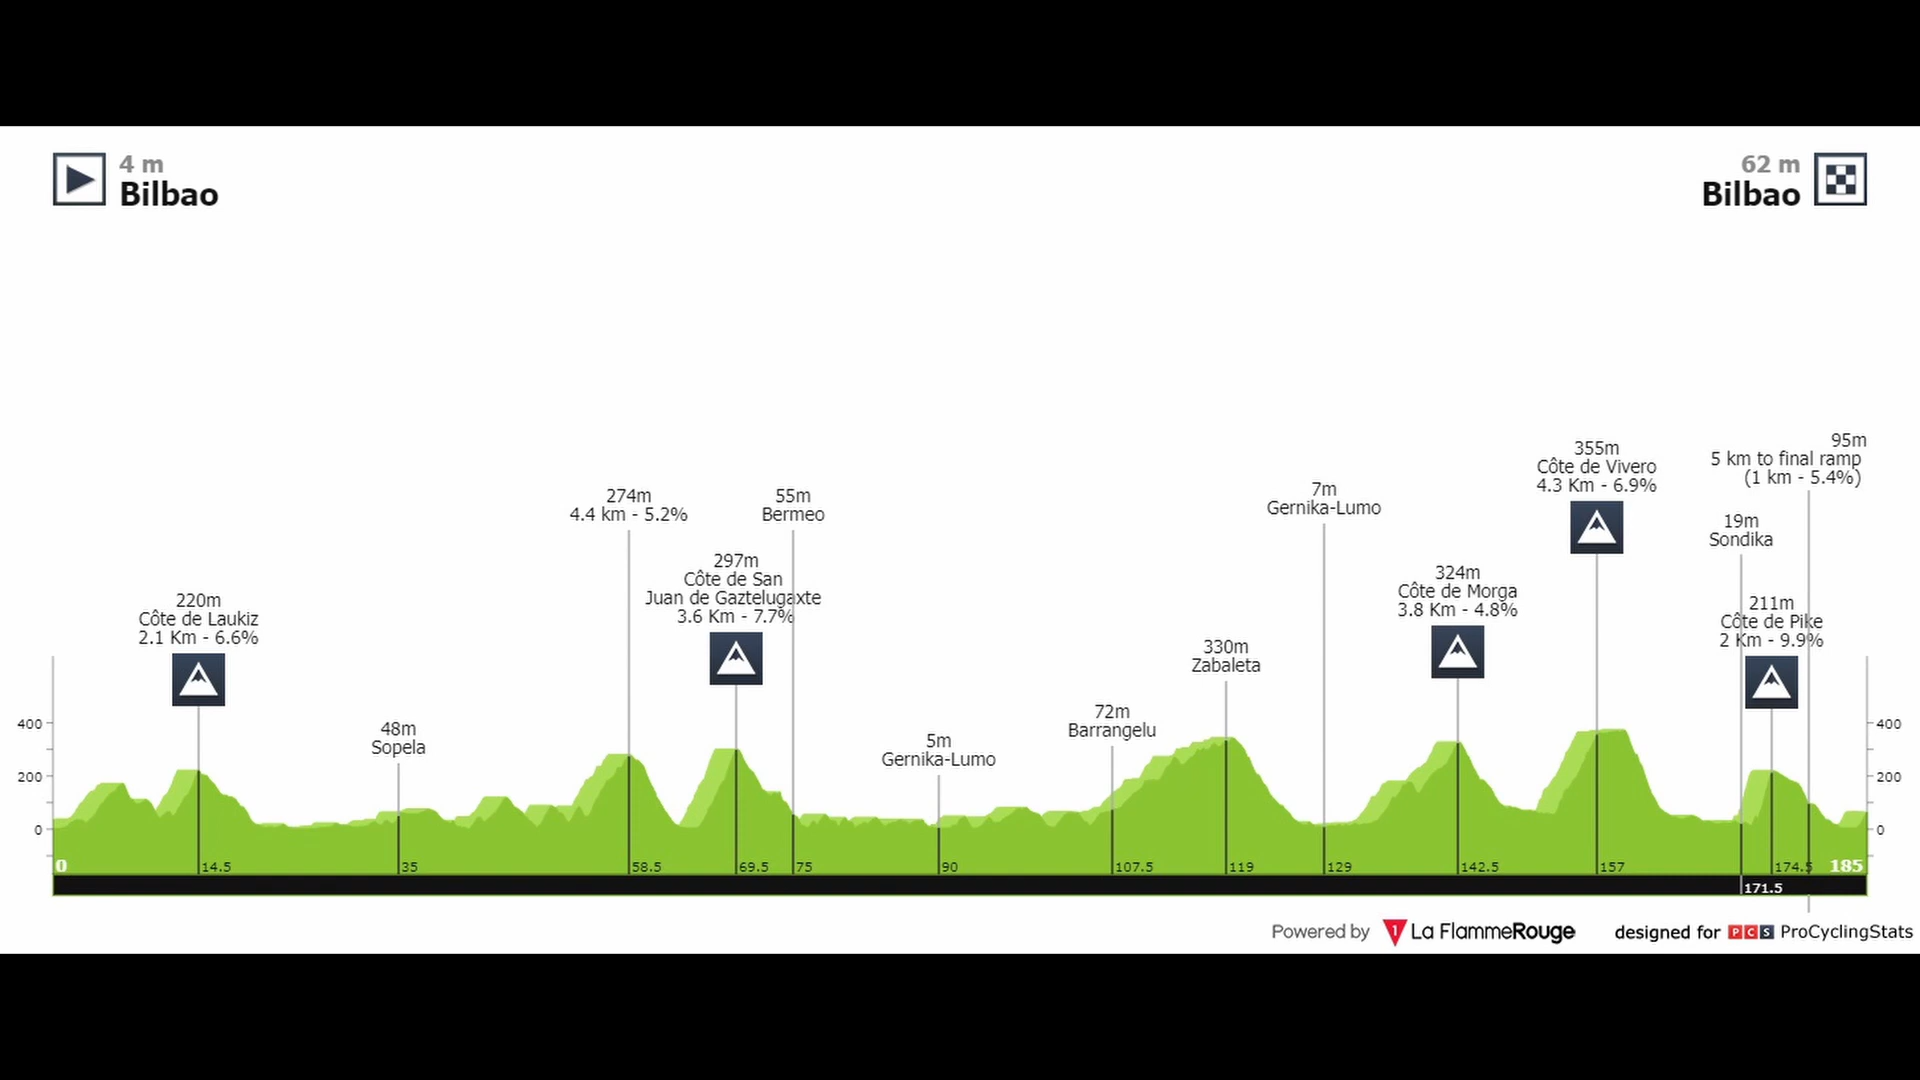 4 m
Bilbao
62 m
Bilbao
220m
Côte de Laukiz
2.1 Km - 6.6%
48m
Sopela
274m
4.4 km - 5.2%
297m
Côte de San
Juan de Gaztelugaxte
3.6 Km - 7.7%
55m
Bermeo
5m
Gernika-Lumo
72m
Barrangelu
330m
Zabaleta
7m
Gernika-Lumo
324m
Côte de Morga
3.8 Km - 4.8%
355m
Côte de Vivero
4.3 Km - 6.9%
19m
Sondika
211m
Côte de Pike
2 Km - 9.9%
95m
5 km to final ramp
(1 km - 5.4%)
400
200
0
400
200
0
0
14.5
35
58.5
69.5
75
90
107.5
119
129
142.5
157
171.5
174.5
185
Powered by 1 La FlammeRouge
designed for PCS ProCyclingStats